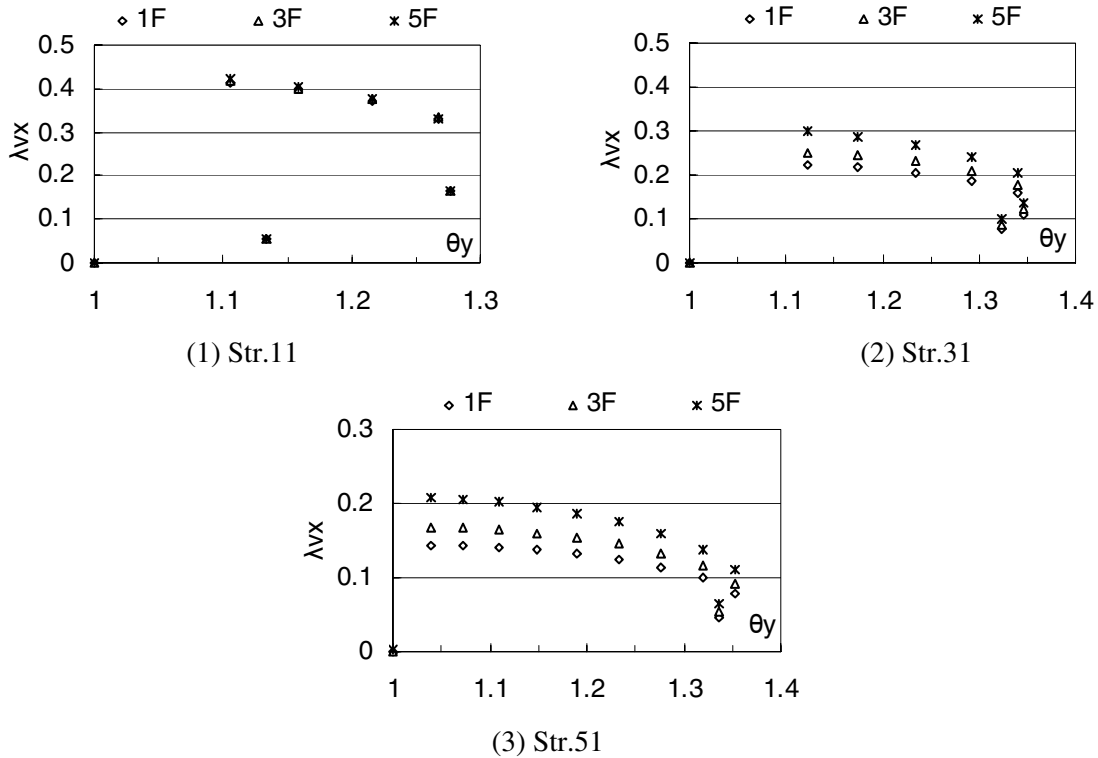 ◇ 1F △ 3F ✳ 5F
0.5
0.4
0.3
0.2
0.1
0
λvx
θy
1 1.1 1.2 1.3
(1) Str.11
◇ 1F △ 3F ✳ 5F
0.5
0.4
0.3
0.2
0.1
0
λvx
θy
1 1.1 1.2 1.3 1.4
(2) Str.31
◇ 1F △ 3F ✳ 5F
0.3
0.2
0.1
0
λvx
θy
1 1.1 1.2 1.3 1.4
(3) Str.51